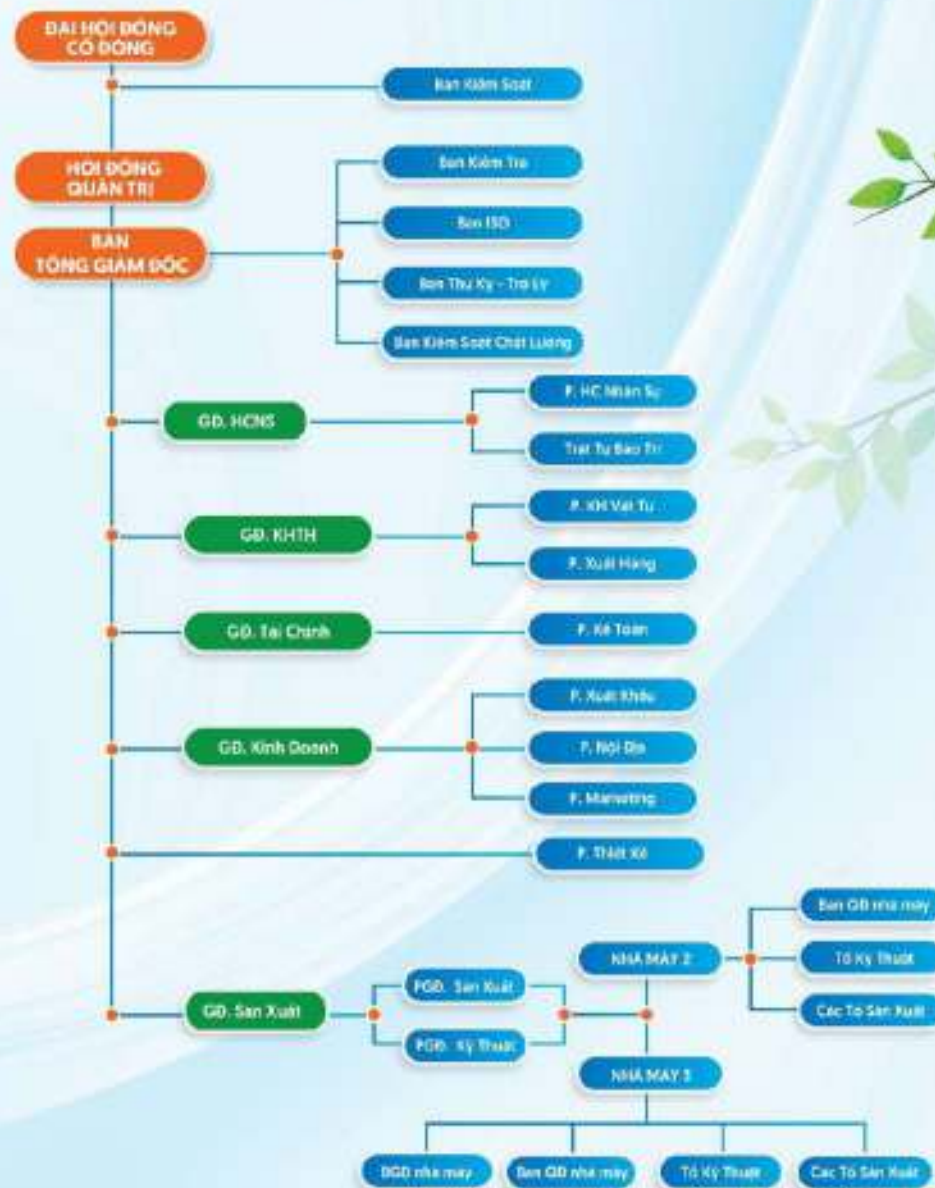 ĐẠI HỘI ĐỒNG
CỔ ĐÔNG
Ban Kiểm Soát
HỘI ĐỒNG
QUẢN TRỊ
Ban Kiểm Tra
Ban ISO
BAN
TỔNG GIÁM ĐỐC
Ban Thư Ký - Trợ Lý
Ban Kiểm Soát Chất Lượng
GĐ. HCNS
P. HC Nhân Sự
Trật Tự Bảo Trì
GĐ. KHTH
P. KH Vật Tư
P. Xuất Hàng
GĐ. Tài Chính
P. Kế Toán
GĐ. Kinh Doanh
P. Xuất Khẩu
P. Nội Địa
P. Marketing
P. Thiết Kế
NHÀ MÁY 2
Ban QĐ nhà máy
Tổ Kỹ Thuật
Các Tổ Sản Xuất
GĐ. Sản Xuất
PGĐ. Sản Xuất
PGĐ. Kỹ Thuật
NHÀ MÁY 3
BGĐ nhà máy
Ban QĐ nhà máy
Tổ Kỹ Thuật
Các Tổ Sản Xuất